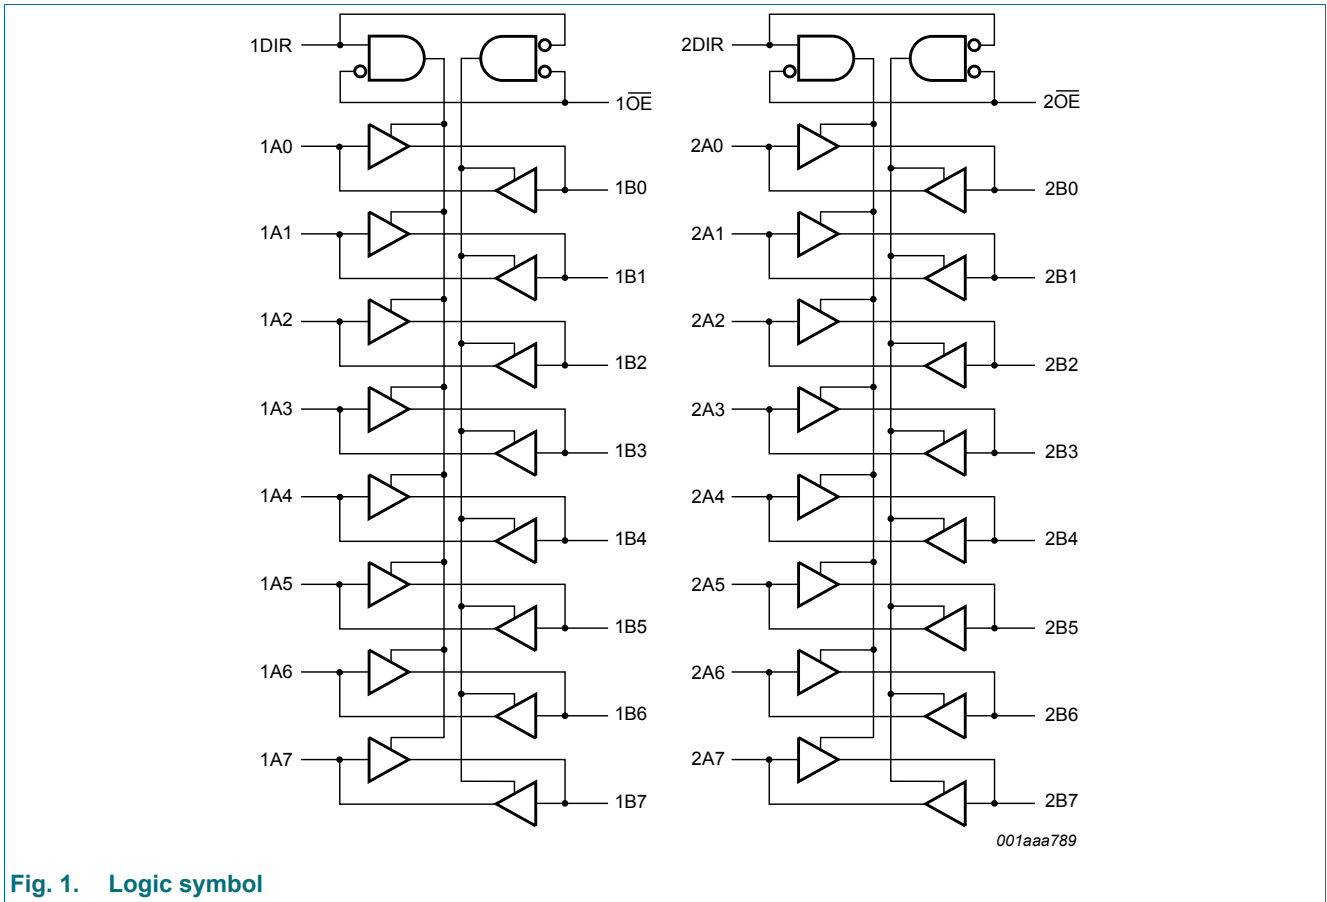 1DIR
2DIR
1OE
2OE
1A0
2A0
1B0
2B0
1A1
2A1
1B1
2B1
1A2
2A2
1B2
2B2
1A3
2A3
1B3
2B3
1A4
2A4
1B4
2B4
1A5
2A5
1B5
2B5
1A6
2A6
1B6
2B6
1A7
2A7
1B7
2B7
001aaa789
Fig. 1. Logic symbol